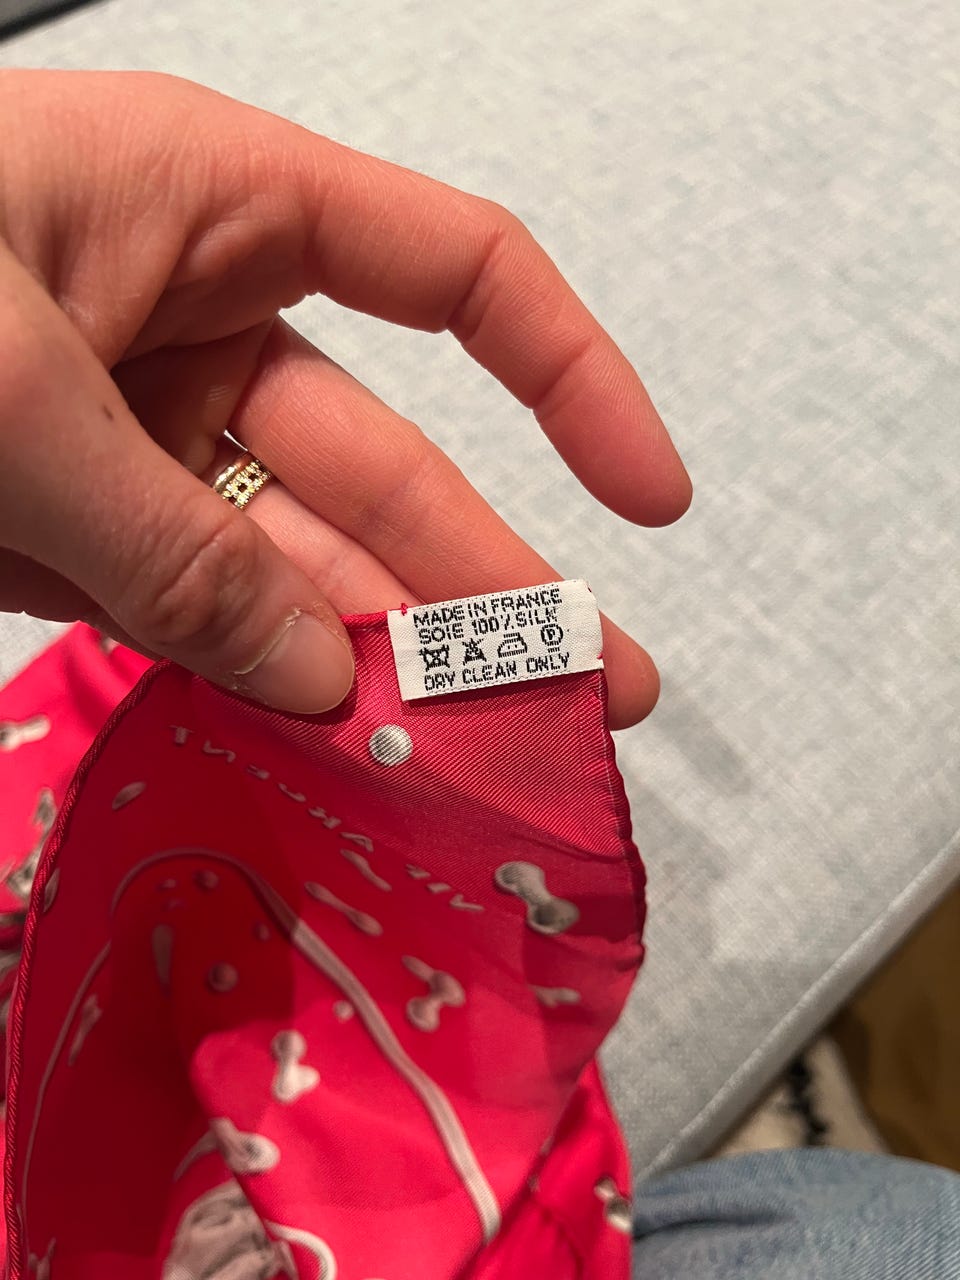 MADE IN FRANCE
SOIE 100% SILK
P
DRY CLEAN ONLY